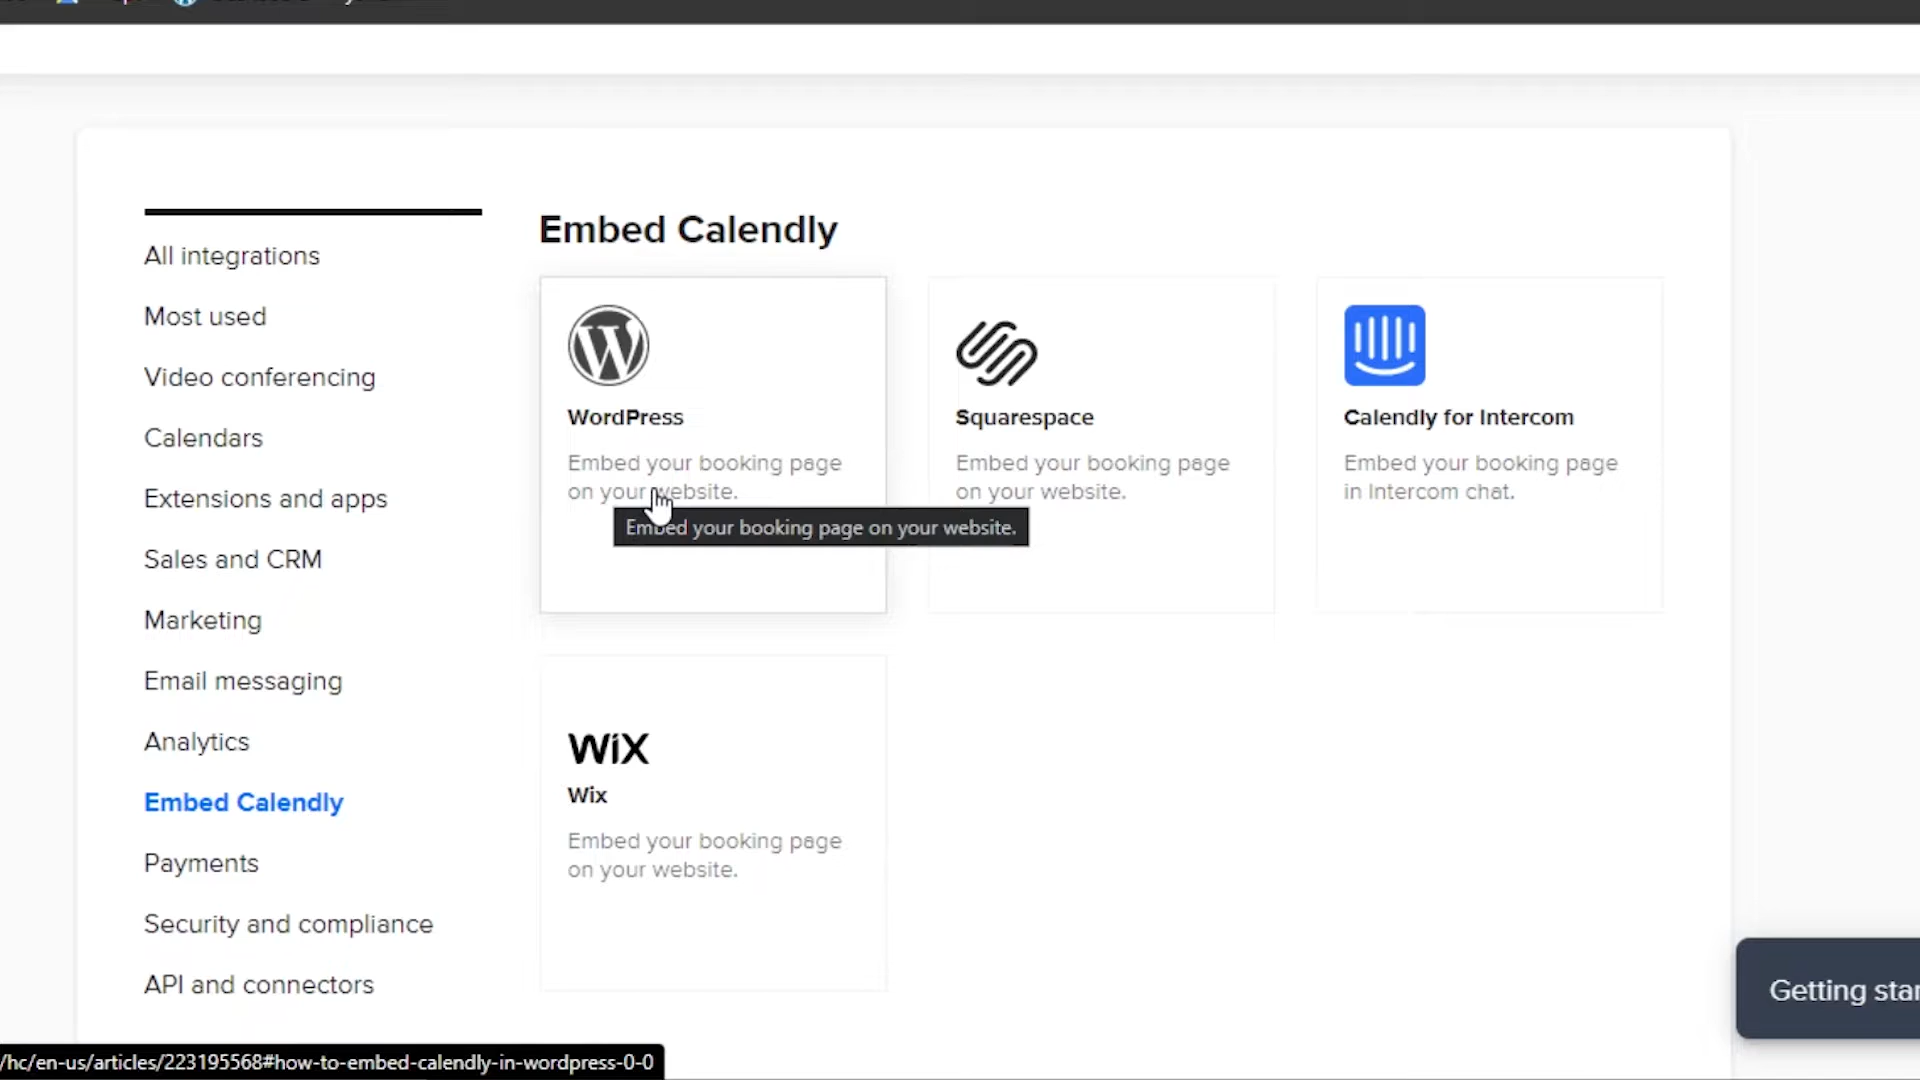 All integrations
Most used
Video conferencing
Calendars
Extensions and apps
Sales and CRM
Marketing
Email messaging
Analytics
Embed Calendly
Payments
Security and compliance
API and connectors
Embed Calendly
WordPress
Embed your booking page
on your website.
Embed your booking page on your website.
Squarespace
Embed your booking page
on your website.
Calendly for Intercom
Embed your booking page
in Intercom chat.
WiX
Wix
Embed your booking page
on your website.
Getting star
/hc/en-us/articles/223195568#how-to-embed-calendly-in-wordpress-0-0